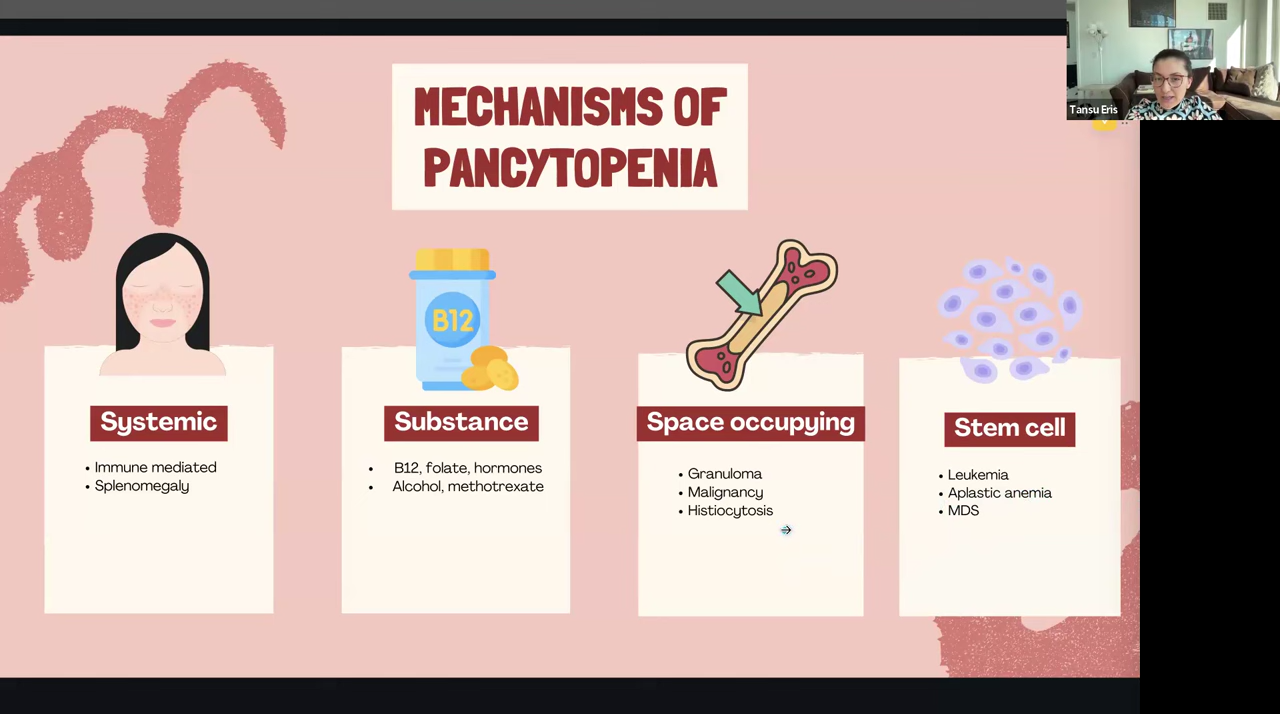 MECHANISMS OF
PANCYTOPENIA
Tansu Eris
B12
Systemic
• Immune mediated
• Splenomegaly
Substance
• B12, folate, hormones
• Alcohol, methotrexate
Space occupying
• Granuloma
• Malignancy
• Histiocytosis
Stem cell
• Leukemia
• Aplastic anemia
• MDS